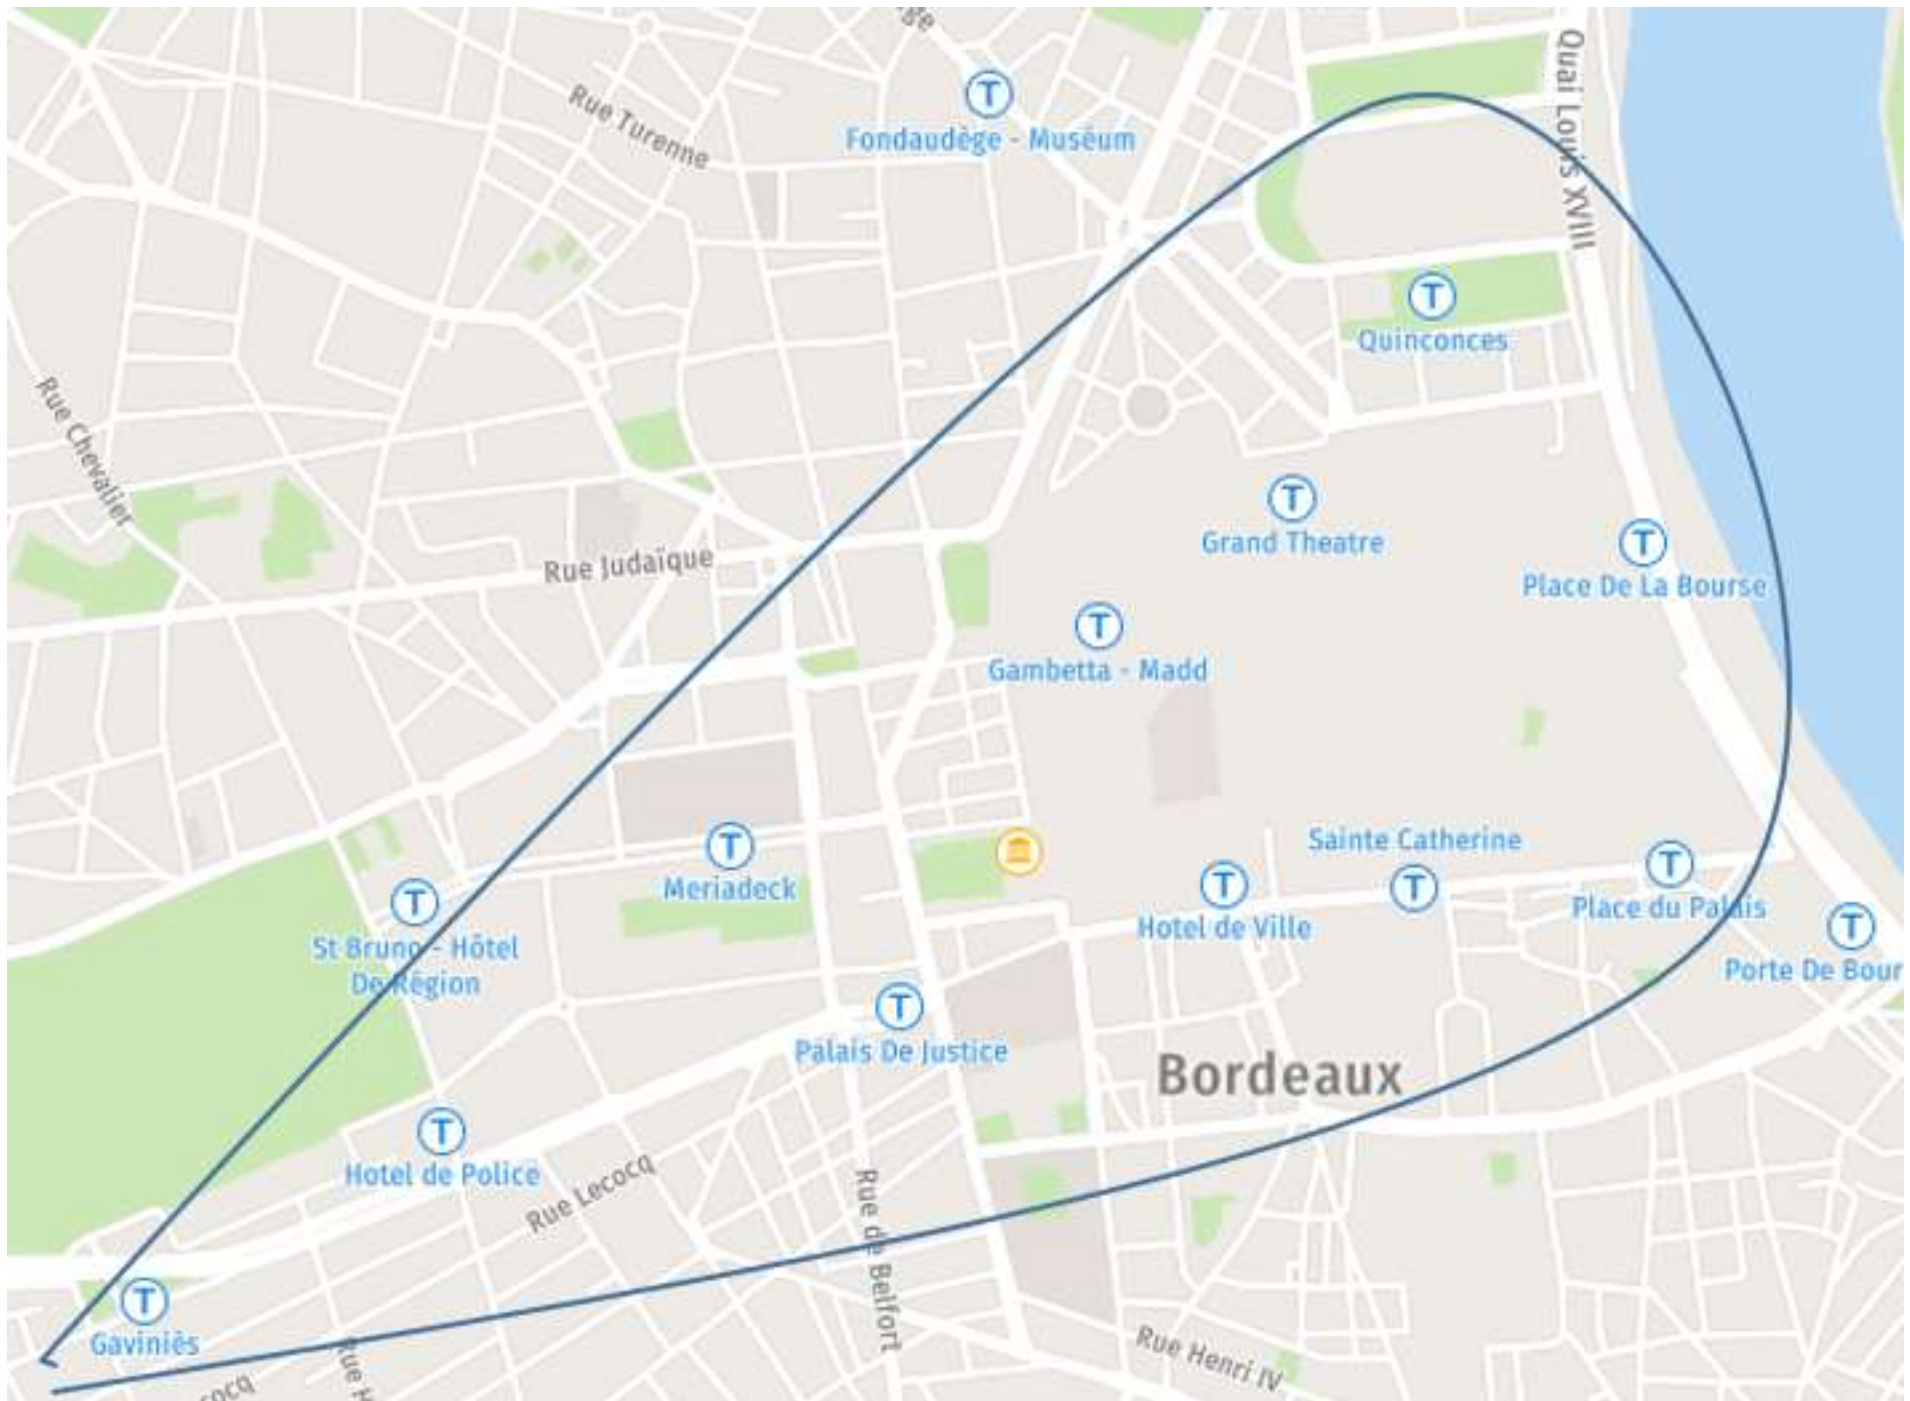 Quai Louis XVIII
Rue Turenne
T
Fondaudège - Muséum
T
Quinconces
Rue Chevalier
T
Grand Theatre
T
Place De La Bourse
Rue Judaïque
T
Gambetta - Madd
T
Meriadeck
Sainte Catherine
T
T
Hotel de Ville
T
Place du Palais
T
St Bruno - Hôtel
De Région
T
Porte De Bour
T
Palais De Justice
Bordeaux
T
Hotel de Police
Rue Lecocq
Rue de Belfort
T
Gaviniès
Rue H
Rue Henri IV
cocq